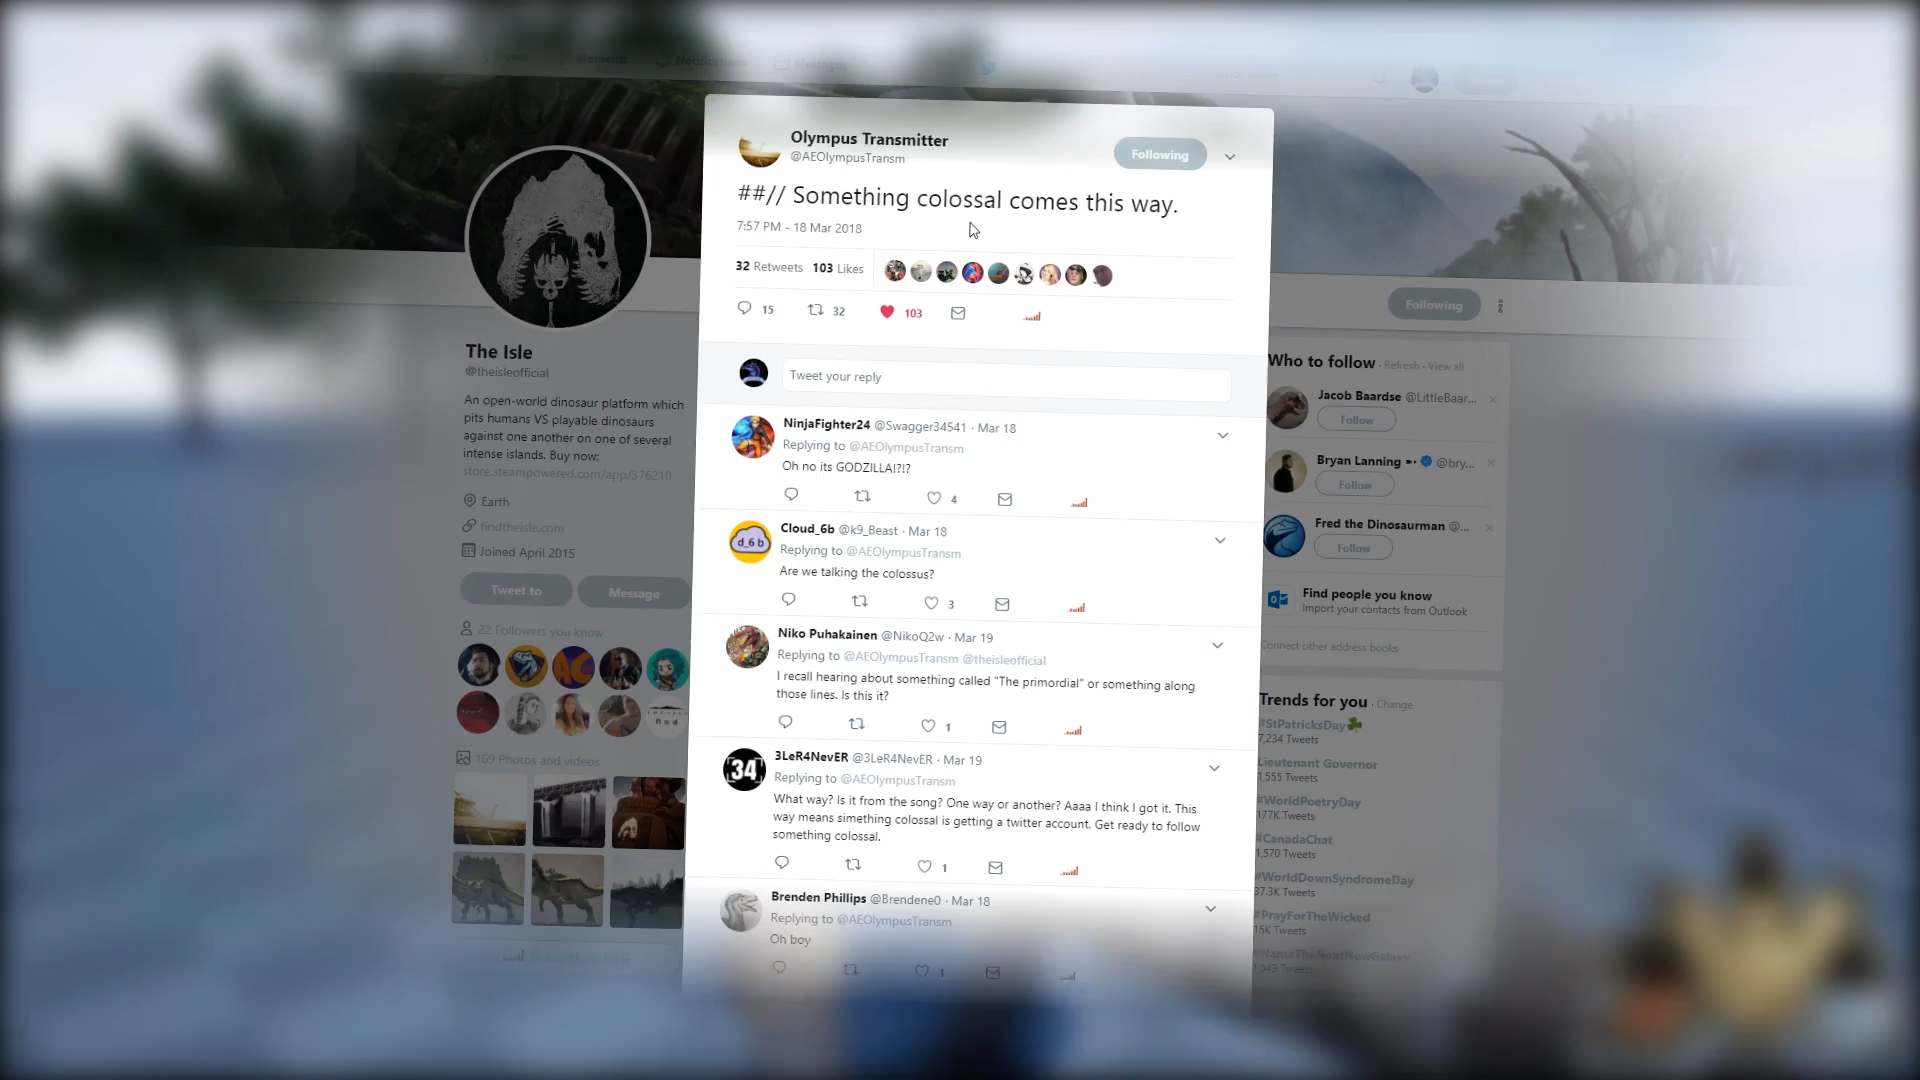 Moments
Notifications
Messages
Olympus Transmitter
@AEOlympusTransm
Following
##// Something colossal comes this way.
7:57 PM - 18 Mar 2018
32 Retweets 103 Likes
15 32 103
Tweet your reply
NinjaFighter24 @Swagger34541 · Mar 18
Replying to @AEOlympusTransm
Oh no its GODZILLA!?!?
4
Cloud_6b @k9_Beast · Mar 18
d_6 b
Replying to @AEOlympusTransm
Are we talking the colossus?
3
Niko Puhakainen @NikoQ2w · Mar 19
Replying to @AEOlympusTransm @theisleofficial
I recall hearing about something called "The primordial" or something along
those lines. Is this it?
1
3LeR4NevER @3LeR4NevER · Mar 19
34
Replying to @AEOlympusTransm
What way? Is it from the song? One way or another? Aaaa I think I got it. This
way means simething colossal is getting a twitter account. Get ready to follow
something colossal.
1
Brenden Phillips @Brendene0 · Mar 18
Replying to @AEOlympusTransm
Oh boy
1
The Isle
@theisleofficial
An open-world dinosaur platform which
pits humans VS playable dinosaurs
against one another on one of several
intense islands. Buy now:
store.steampowered.com/app/376210
Earth
findtheisle.com
Joined April 2015
Tweet to
Message
22 Followers you know
AC
169 Photos and videos
Following
Who to follow · Refresh · View all
Jacob Baardse @LittleBaar...
Follow
Bryan Lanning @bry...
Follow
Fred the Dinosaurman @...
Follow
Find people you know
Import your contacts from Outlook
Connect other address books
Trends for you · Change
#StPatricksDay
7,234 Tweets
Lieutenant Governor
1,555 Tweets
#WorldPoetryDay
177K Tweets
#CanadaChat
1,570 Tweets
#WorldDownSyndromeDay
37.3K Tweets
#PrayForTheWicked
15K Tweets
#NameTheNextNewGalaxy
1,543 Tweets